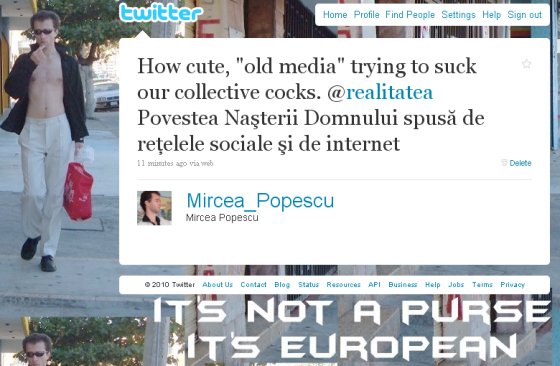 twitter
Home Profile Find People Settings Help Sign out
How cute, "old media" trying to suck
our collective cocks. @realitatea
Povestea Naşterii Domnului spusă de
reţelele sociale şi de internet
11 minutes ago via web
Delete
Mircea_Popescu
Mircea Popescu
© 2010 Twitter About Us Contact Blog Status Resources API Business Help Jobs Terms Privacy
IT'S NOT A PURSE
IT'S EUROPEAN